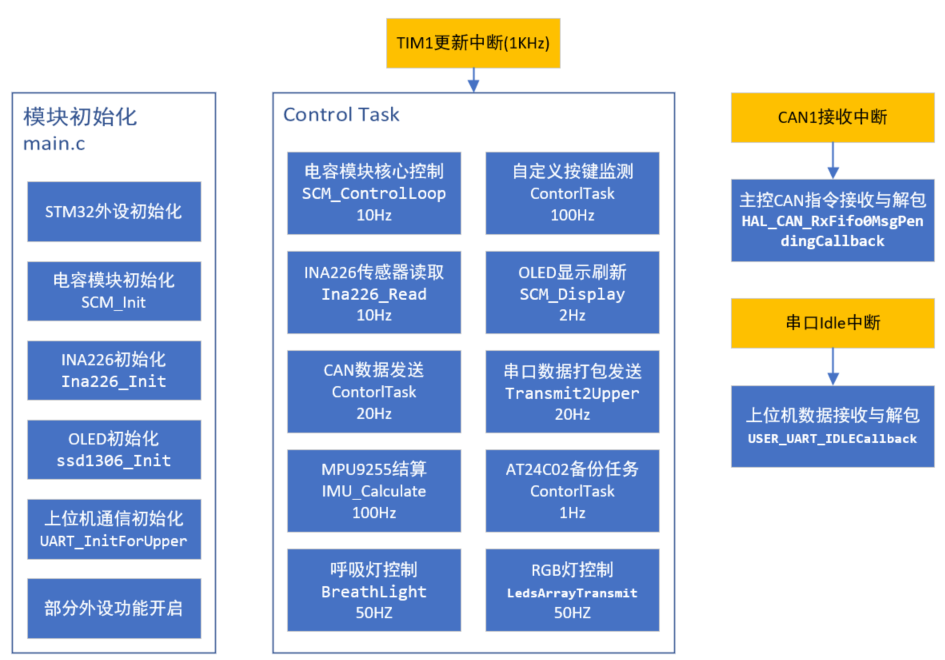 TIM1更新中断(1KHz)
模块初始化
main.c
STM32外设初始化
电容模块初始化
SCM_Init
INA226初始化
Ina226_Init
OLED初始化
ssd1306_Init
上位机通信初始化
UART_InitForUpper
部分外设功能开启
Control Task
电容模块核心控制
SCM_ControlLoop
10Hz
自定义按键监测
ContorlTask
100Hz
INA226传感器读取
Ina226_Read
10Hz
OLED显示刷新
SCM_Display
2Hz
CAN数据发送
ContorlTask
20Hz
串口数据打包发送
Transmit2Upper
20Hz
MPU9255结算
IMU_Calculate
100Hz
AT24C02备份任务
ContorlTask
1Hz
呼吸灯控制
BreathLight
50HZ
RGB灯控制
LedsArrayTransmit
50HZ
CAN1接收中断
主控CAN指令接收与解包
HAL_CAN_RxFifo0MsgPen
dingCallback
串口Idle中断
上位机数据接收与解包
USER_UART_IDLECallback